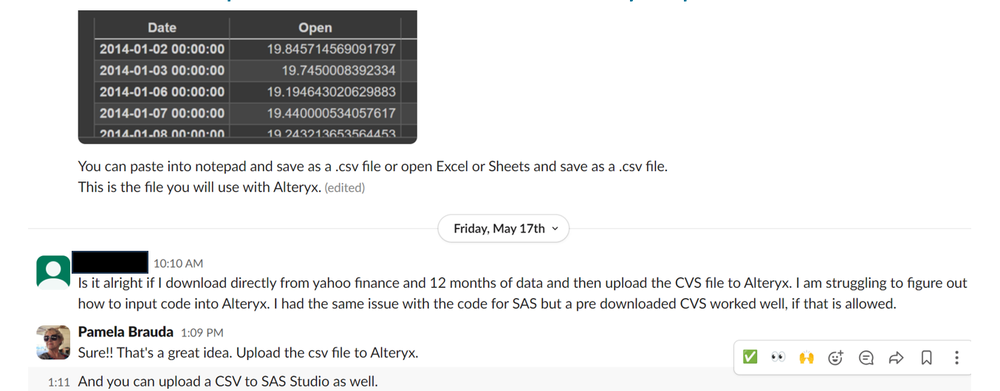 Date Open
2014-01-02 00:00:00 19.845714569091797
2014-01-03 00:00:00 19.7450008392334
2014-01-06 00:00:00 19.194643020629883
2014-01-07 00:00:00 19.440000534057617
2014-01-08 00:00:00 19.243213653564453
You can paste into notepad and save as a .csv file or open Excel or Sheets and save as a .csv file.
This is the file you will use with Alteryx. (edited)
Friday, May 17th
10:10 AM
Is it alright if I download directly from yahoo finance and 12 months of data and then upload the CVS file to Alteryx. I am struggling to figure out
how to input code into Alteryx. I had the same issue with the code for SAS but a pre downloaded CVS worked well, if that is allowed.
Pamela Brauda 1:09 PM
Sure!! That's a great idea. Upload the csv file to Alteryx.
1:11 And you can upload a CSV to SAS Studio as well.